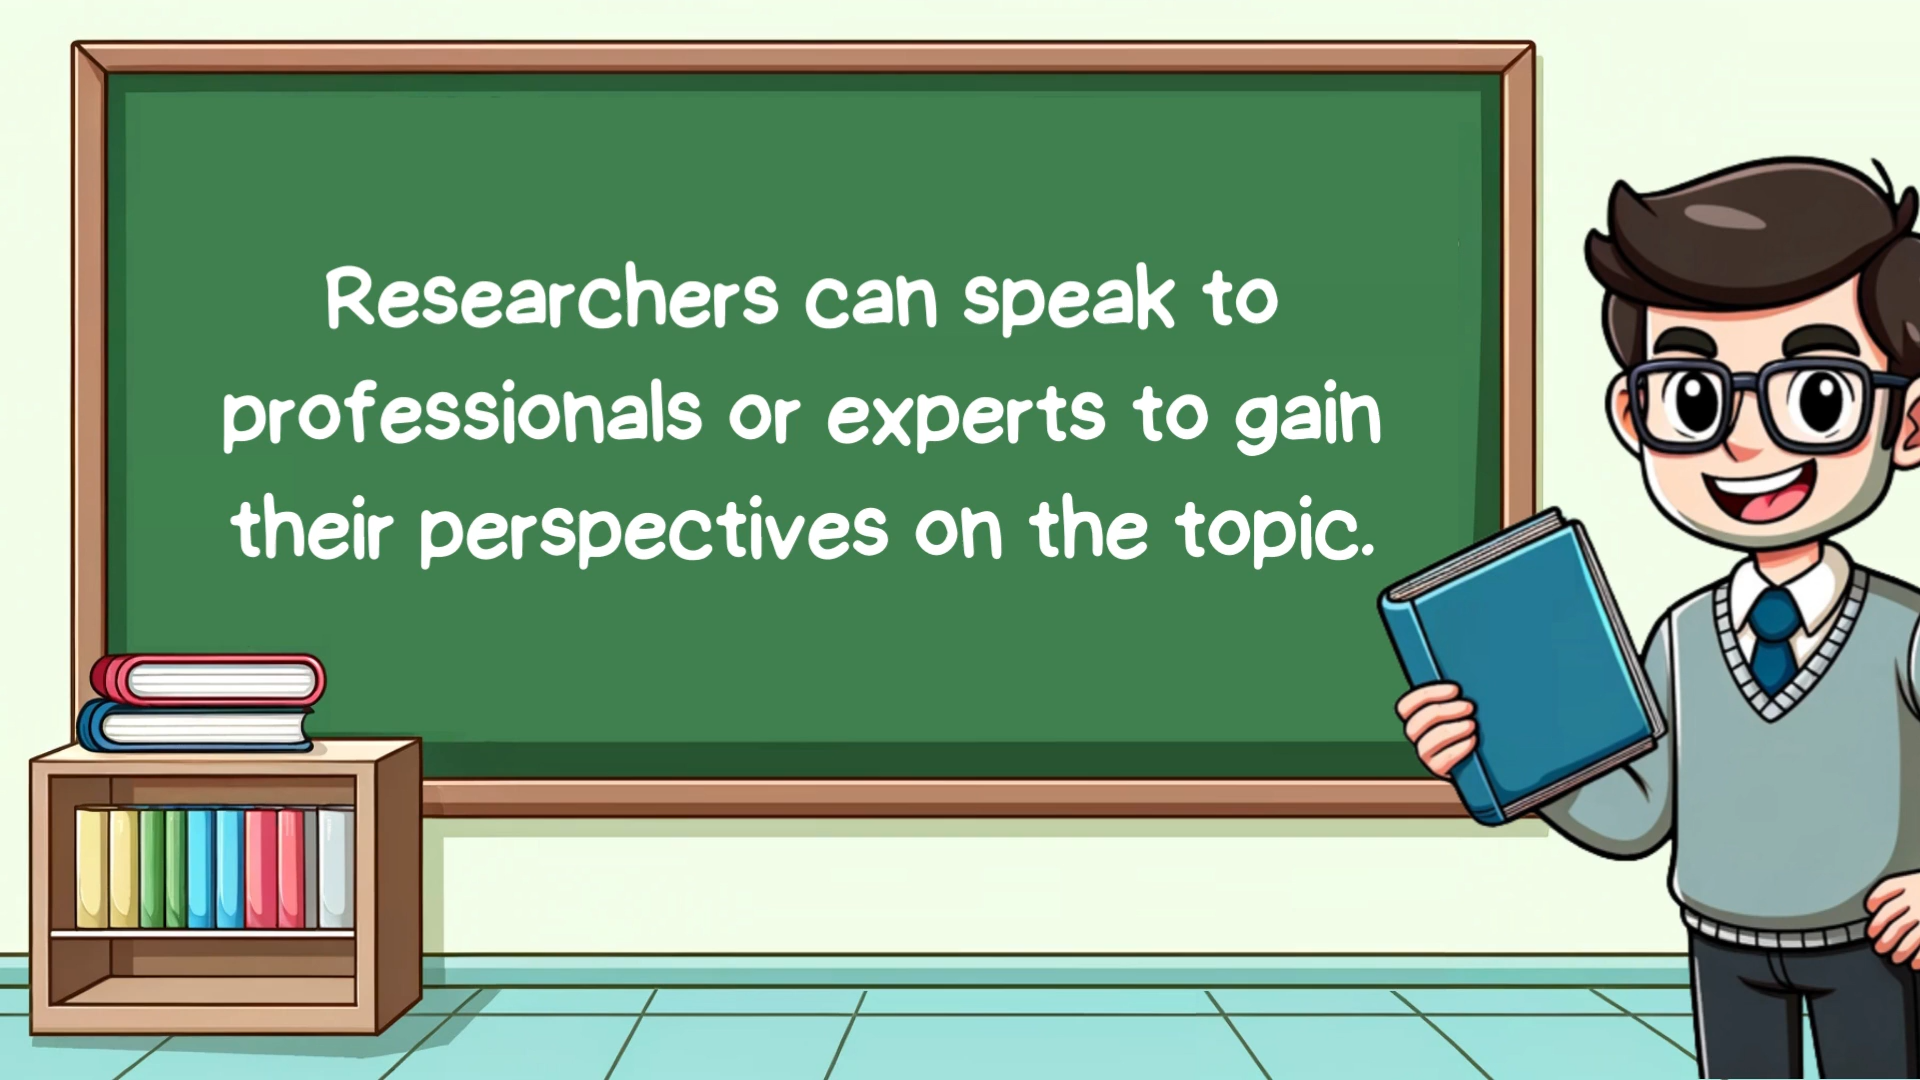 Researchers can speak to
professionals or experts to gain
their perspectives on the topic.